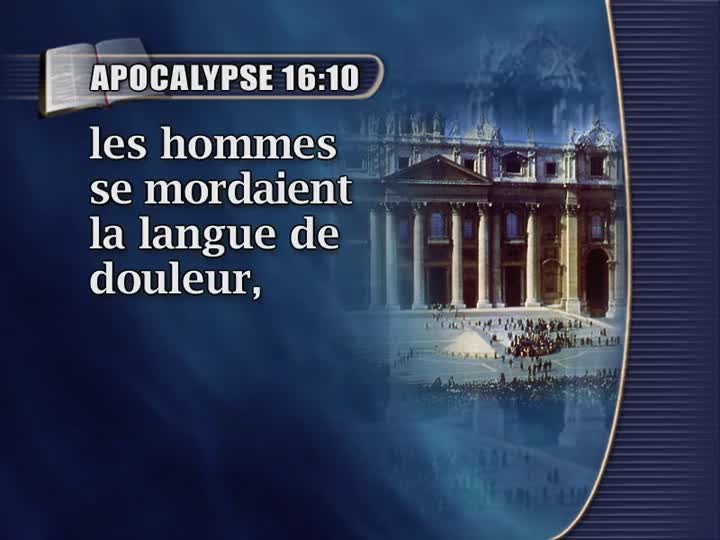 APOCALYPSE 16:10
les hommes
se mordaient
la langue de
douleur,